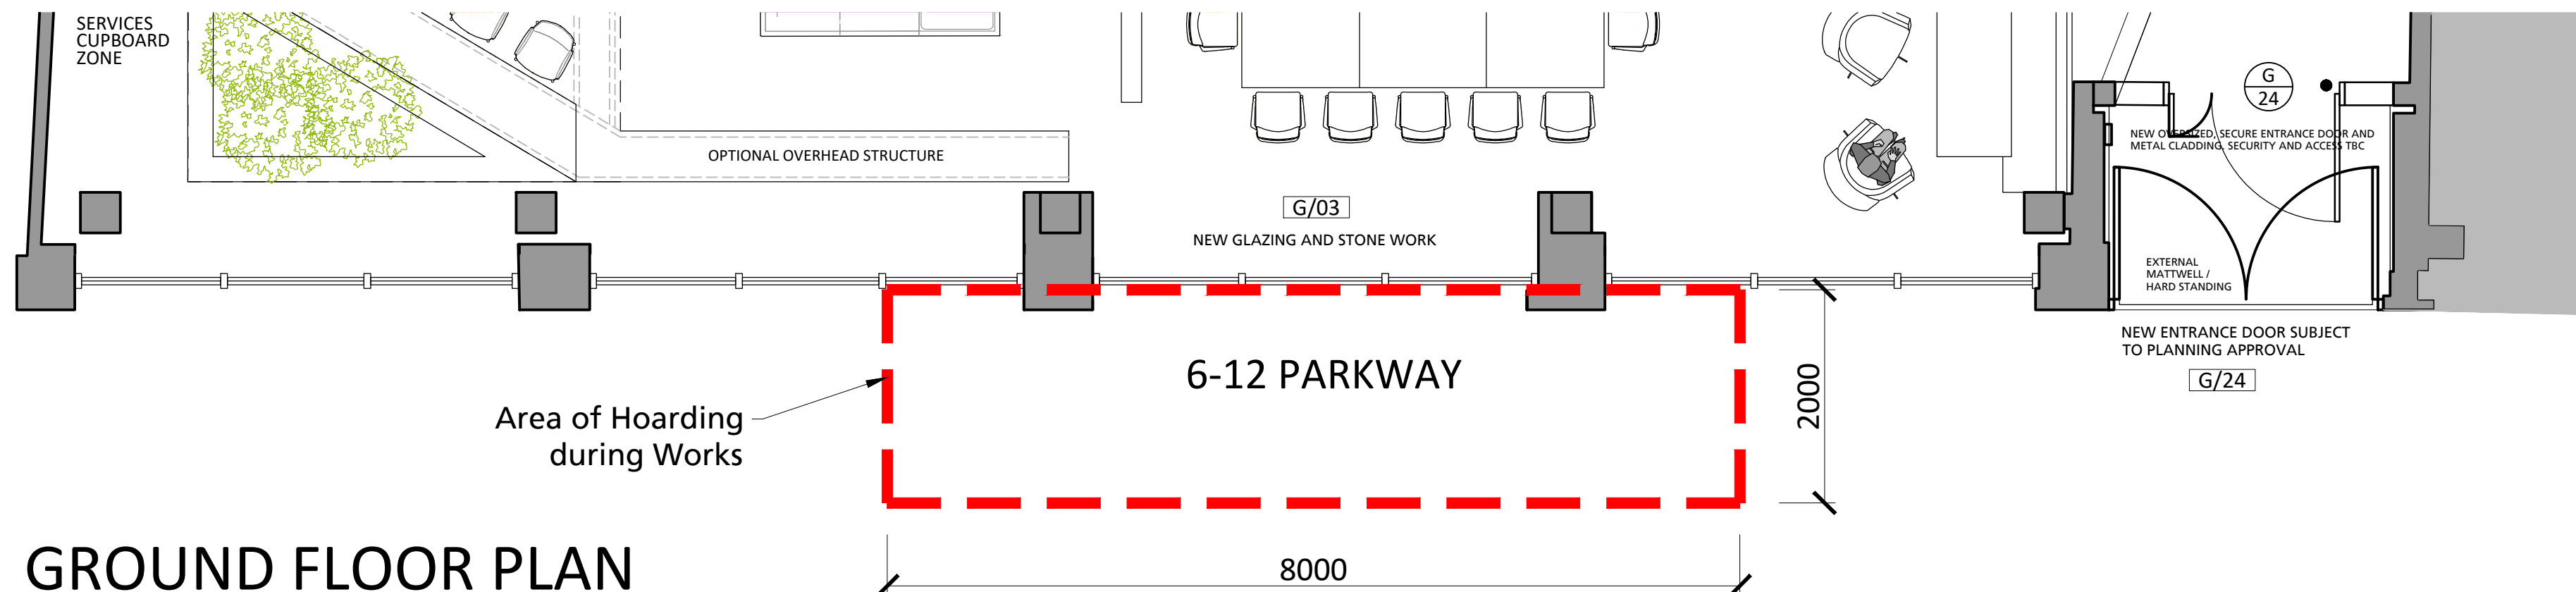 SERVICES
CUPBOARD
ZONE
OPTIONAL OVERHEAD STRUCTURE
G/03
NEW GLAZING AND STONE WORK
G
24
NEW OVERSIZED, SECURE ENTRANCE DOOR AND
METAL CLADDING, SECURITY AND ACCESS TBC
EXTERNAL
MATTWELL /
HARD STANDING
NEW ENTRANCE DOOR SUBJECT
TO PLANNING APPROVAL
G/24
6-12 PARKWAY
2000
Area of Hoarding
during Works
8000
GROUND FLOOR PLAN